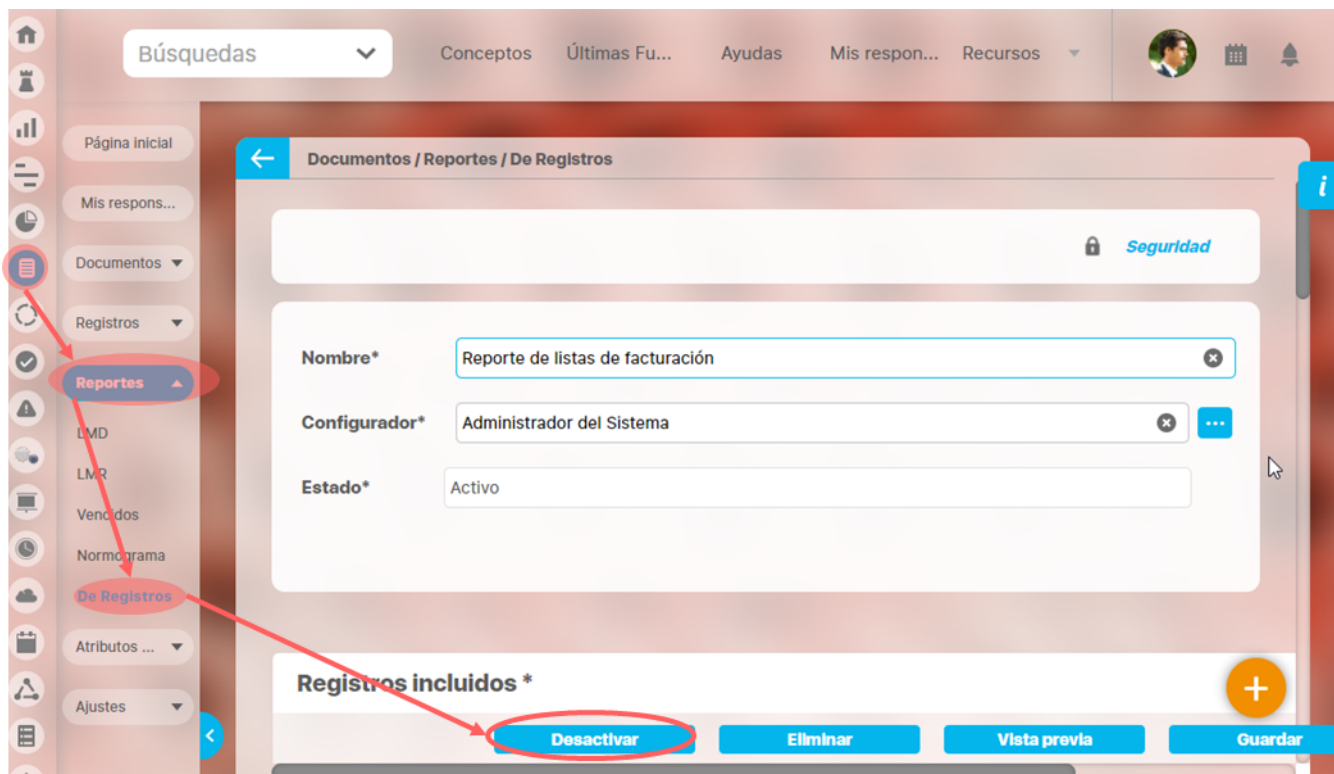 Búsquedas
Conceptos
Últimas Fu...
Ayudas
Mis respon...
Recursos
Página inicial
Mis respons...
Documentos
Registros
Reportes
LMD
LMR
Vencidos
Normograma
De Registros
Atributos ...
Ajustes
Documentos / Reportes / De Registros
i
Seguridad
Nombre*
Reporte de listas de facturación
Configurador*
Administrador del Sistema
...
Estado*
Activo
Registros incluidos *
+
Desactivar
Eliminar
Vista previa
Guardar